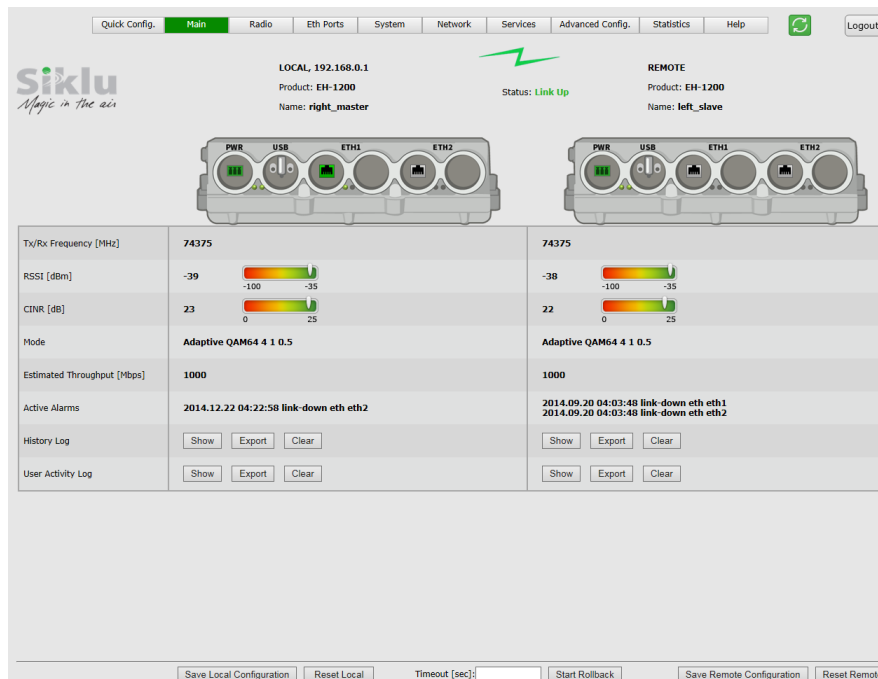 Quick Config. Main Radio Eth Ports System Network Services Advanced Config. Statistics Help Logout
Siklu
Magic in the air
LOCAL, 192.168.0.1
Product: EH-1200
Name: right_master
Status: Link Up
REMOTE
Product: EH-1200
Name: left_slave
PWR USB ETH1 ETH2
PWR USB ETH1 ETH2
Tx/Rx Frequency [MHz] 74375 74375
RSSI [dBm] -39 -38
-100 -35 -100 -35
CINR [dB] 23 22
0 25 0 25
Mode Adaptive QAM64 4 1 0.5 Adaptive QAM64 4 1 0.5
Estimated Throughput [Mbps] 1000 1000
Active Alarms 2014.12.22 04:22:58 link-down eth eth2 2014.09.20 04:03:48 link-down eth eth1
2014.09.20 04:03:48 link-down eth eth2
History Log Show Export Clear Show Export Clear
User Activity Log Show Export Clear Show Export Clear
Save Local Configuration Reset Local Timeout [sec]: Start Rollback Save Remote Configuration Reset Remote